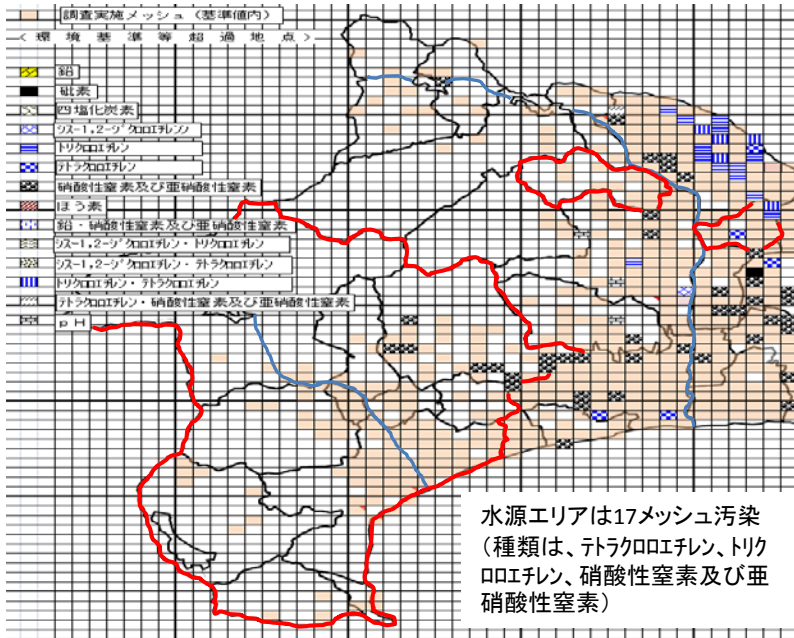 調査実施メッシュ(基準値内)
<環境基準等超過地点>
鉛
砒素
四塩化炭素
シス-1,2-ジクロロエチレン
トリクロロエチレン
テトラクロロエチレン
硝酸性窒素及び亜硝酸性窒素
ほう素
鉛・硝酸性窒素及び亜硝酸性窒素
シス-1,2-ジクロロエチレン・トリクロロエチレン
シス-1,2-ジクロロエチレン・テトラクロロエチレン
トリクロロエチレン・テトラクロロエチレン
テトラクロロエチレン・硝酸性窒素及び亜硝酸性窒素
pH
水源エリアは17メッシュ汚染
(種類は、テトラクロロエチレン、トリク
ロロエチレン、硝酸性窒素及び亜
硝酸性窒素)